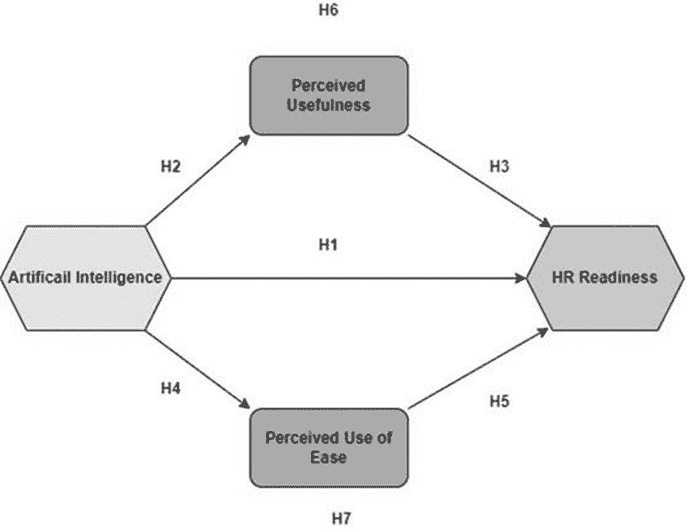 H6
Perceived
Usefulness
H2
H3
H1
Artificail Intelligence
HR Readiness
H4
H5
Perceived Use of
Ease
H7